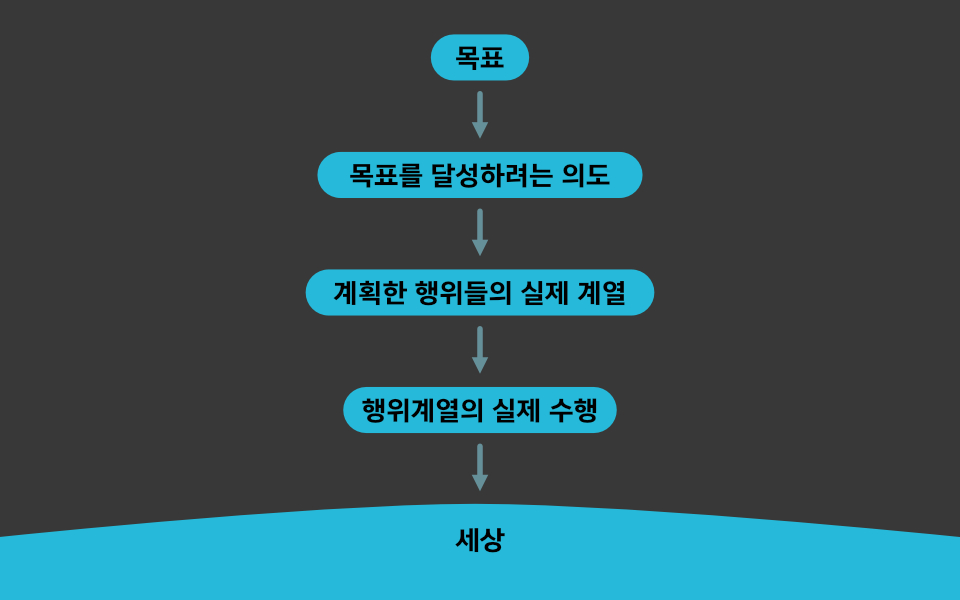 목표
목표를 달성하려는 의도
계획한 행위들의 실제 계열
행위계열의 실제 수행
세상